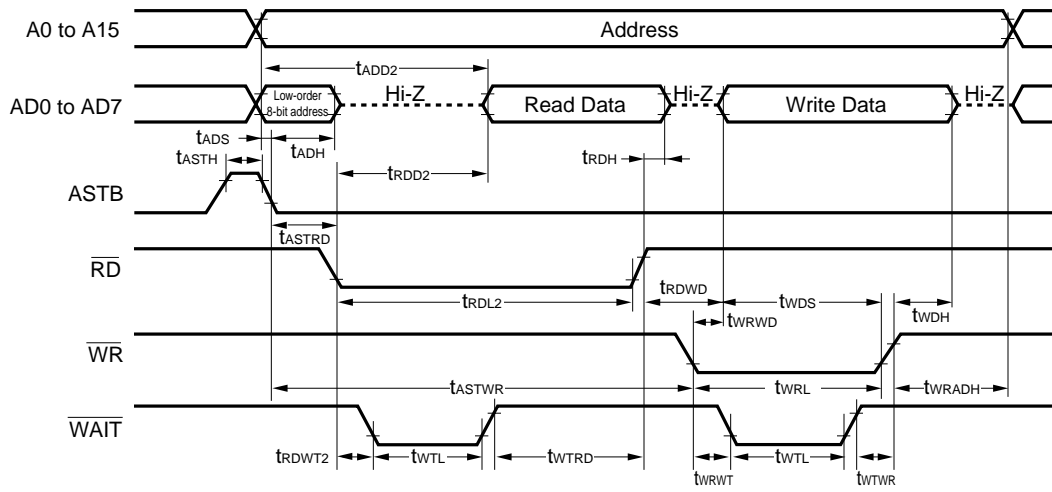 A0 to A15
Address
tADD2
AD0 to AD7
Low-order
8-bit address
Hi-Z
Read Data
Hi-Z
Write Data
Hi-Z
tADS
tADH
tASTH
tRDD2
tRDH
ASTB
tASTRD
RD
tRDL2
tRDWD
tWDS
tWDH
tWRWD
WR
tASTWR
tWRL
tWRADH
WAIT
tRDWT2
tWTL
tWTRD
tWRWT
tWTL
tWTWR